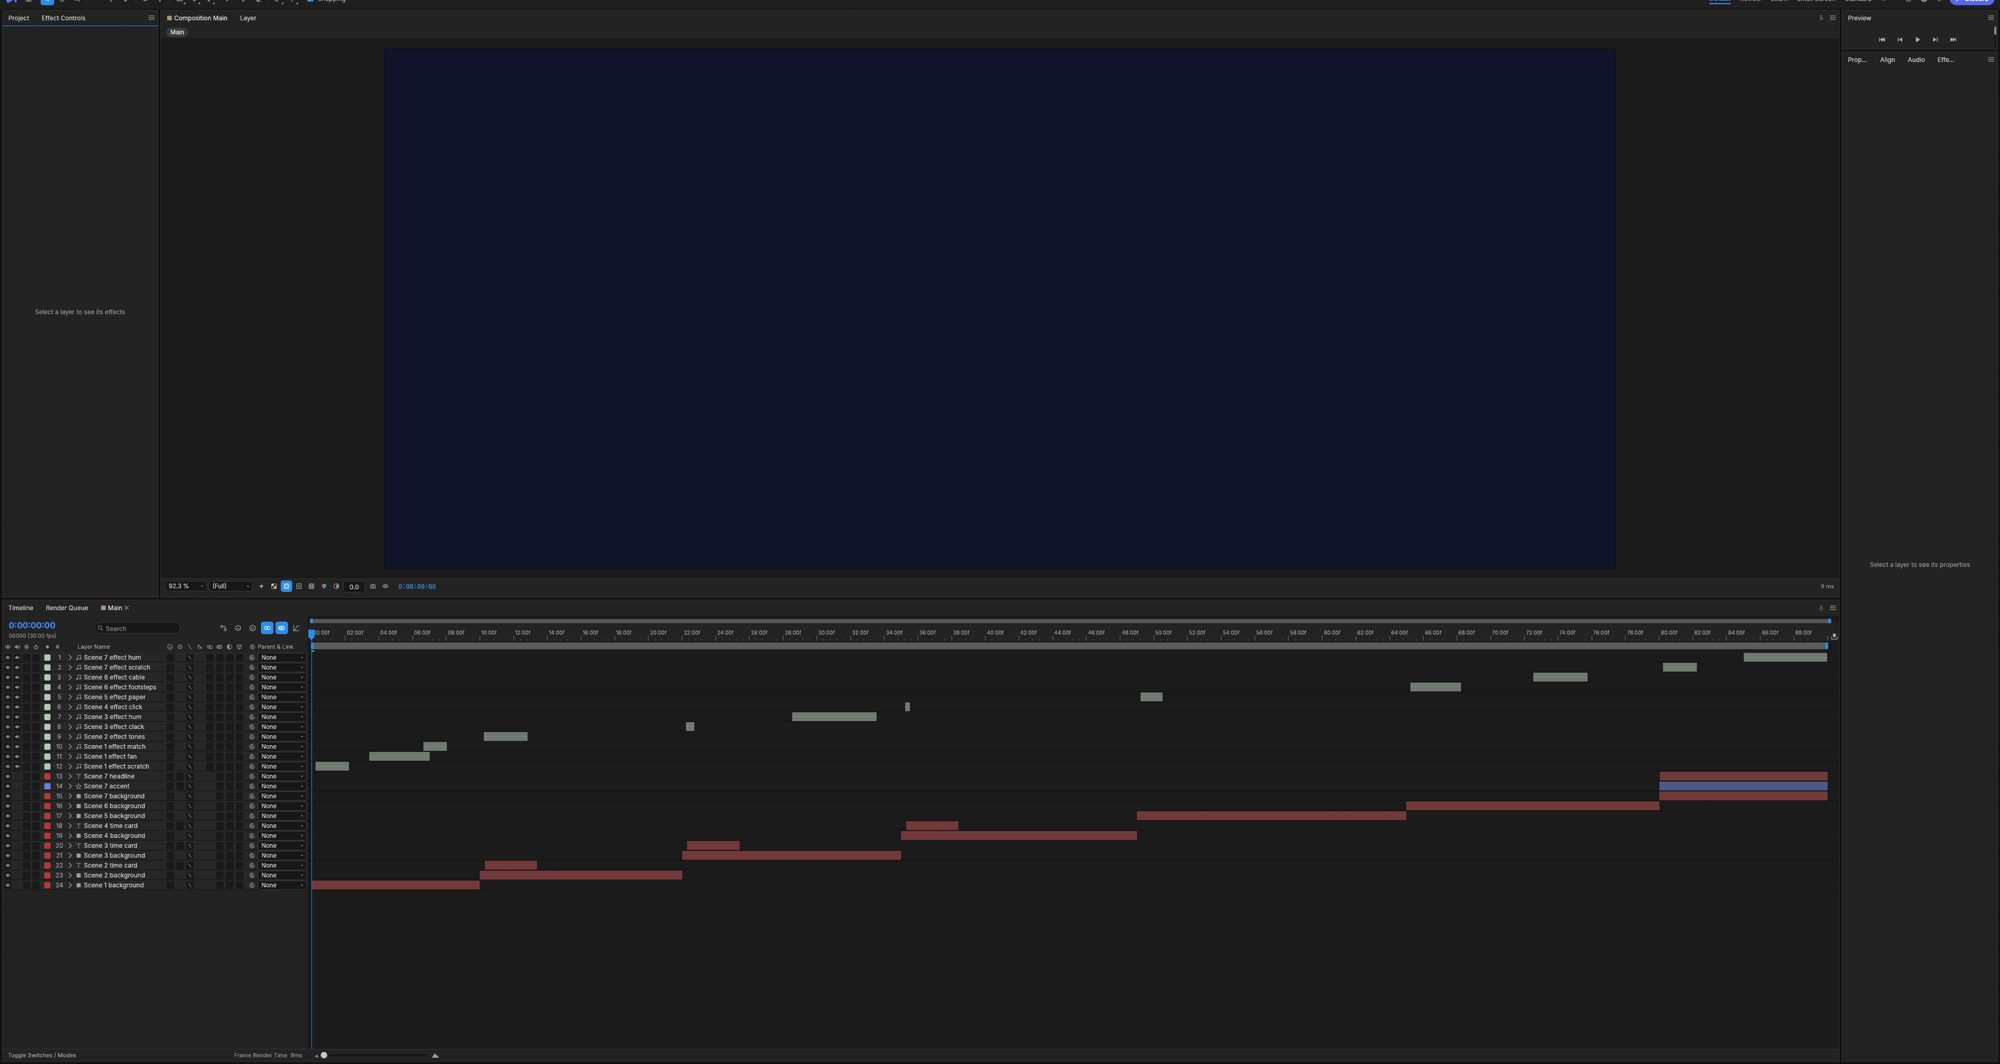 Project Effect Controls
Composition Main Layer
Main
Preview
Prop... Align Audio Effe...
Select a layer to see its effects
Select a layer to see its properties
92.3 % (Full) 0.0 0:00:00:00
Timeline Render Queue Main
0:00:00:00
00000 (30.00 fps)
Search
02:00f 04:00f 06:00f 08:00f 10:00f 12:00f 14:00f 16:00f 18:00f 20:00f 22:00f 24:00f 26:00f 28:00f 30:00f 32:00f 34:00f 36:00f 38:00f 40:00f 42:00f 44:00f 46:00f 48:00f 50:00f 52:00f 54:00f 56:00f 58:00f 60:00f 62:00f 64:00f 66:00f 68:00f 70:00f 72:00f 74:00f 76:00f 78:00f 80:00f 82:00f 84:00f 86:00f 88:00f
# Layer Name fx Parent & Link
1 Scene 7 effect hum None
2 Scene 7 effect scratch None
3 Scene 6 effect cable None
4 Scene 6 effect footsteps None
5 Scene 5 effect paper None
6 Scene 4 effect click None
7 Scene 3 effect hum None
8 Scene 3 effect clack None
9 Scene 2 effect tones None
10 Scene 1 effect match None
11 Scene 1 effect fan None
12 Scene 1 effect scratch None
13 Scene 7 headline None
14 Scene 7 accent None
15 Scene 7 background None
16 Scene 6 background None
17 Scene 5 background None
18 Scene 4 time card None
19 Scene 4 background None
20 Scene 3 time card None
21 Scene 3 background None
22 Scene 2 time card None
23 Scene 2 background None
24 Scene 1 background None
Toggle Switches / Modes Frame Render Time